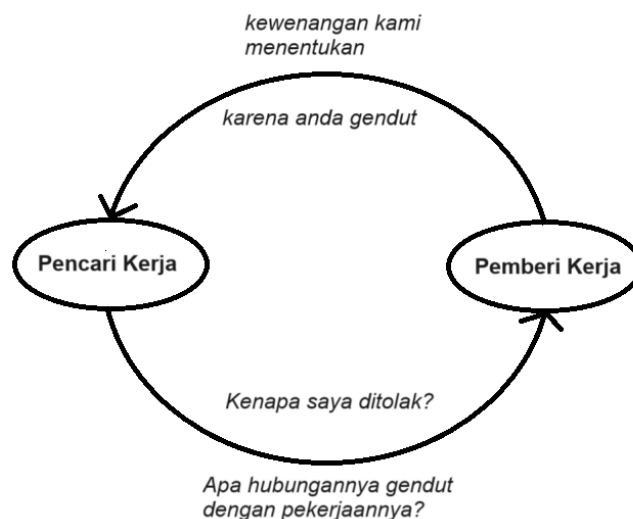 kewenangan kami
menentukan
karena anda gendut
Pencari Kerja
Pemberi Kerja
Kenapa saya ditolak?
Apa hubungannya gendut
dengan pekerjaannya?